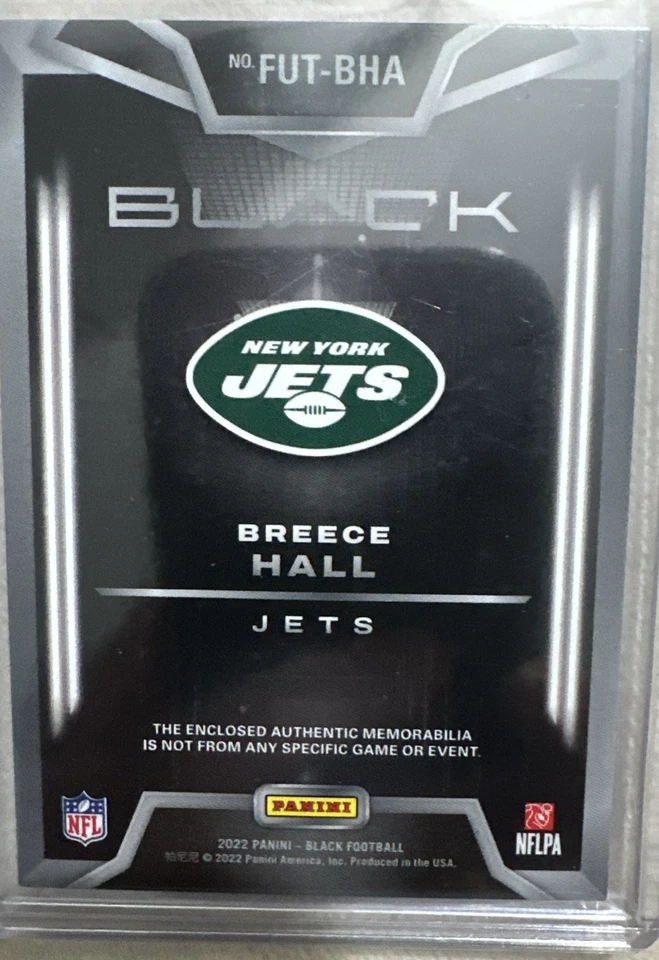 NO. FUT-BHA
BLACK
NEW YORK
JETS
BREECE
HALL
JETS
THE ENCLOSED AUTHENTIC MEMORABILIA
IS NOT FROM ANY SPECIFIC GAME OR EVENT.
PANINI
NFL
NFLPA
2022 PANINI – BLACK FOOTBALL
帕尼尼 © 2022 Panini America, Inc. Produced in the USA.